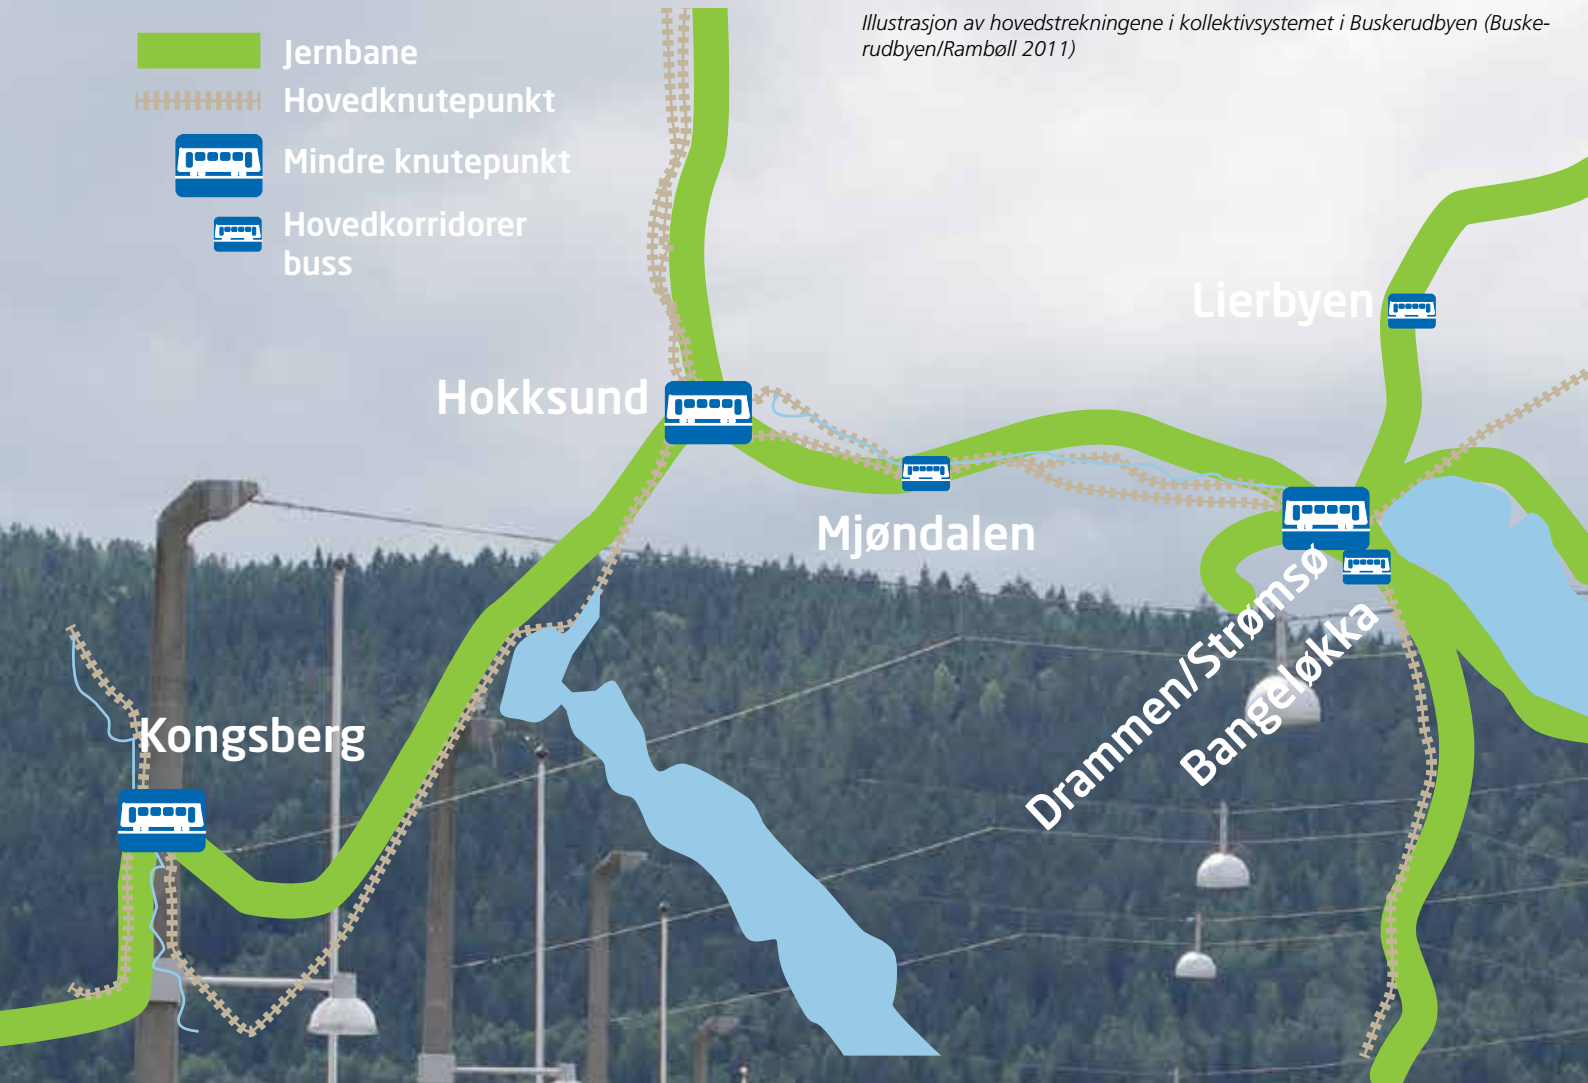 Illustrasjon av hovedstrekningene i kollektivsystemet i Buskerudbyen (Buske-
rudbyen/Rambøll 2011)
Jernbane
Hovedknutepunkt
Mindre knutepunkt
Hovedkorridorer
buss
Lierbyen
Hokksund
Mjøndalen
Drammen/Strømsø
Bangeløkka
Kongsberg